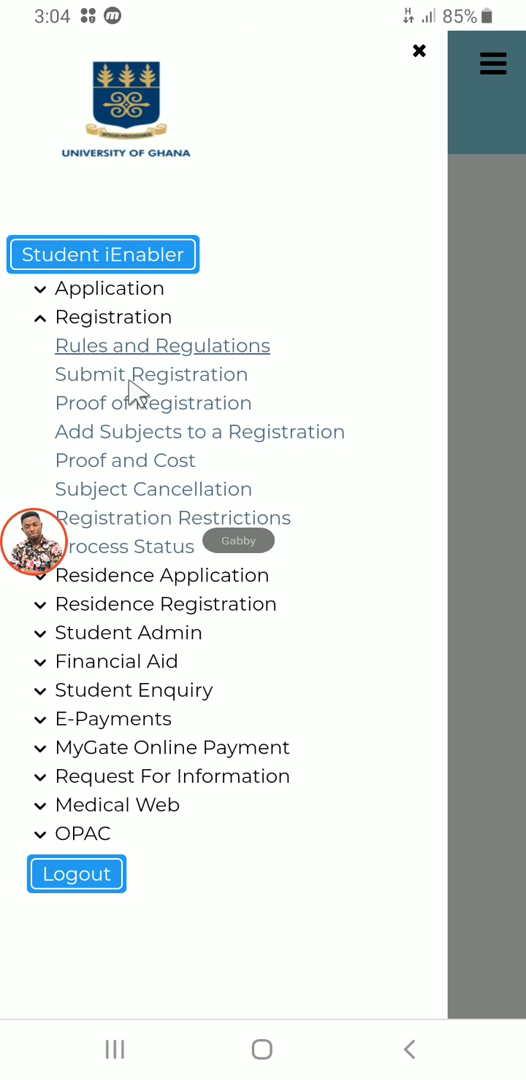 3:04
H
85%
INTEGRI PROCEDAMUS
UNIVERSITY OF GHANA
Student iEnabler
Application
Registration
Rules and Regulations
Submit Registration
Proof of Registration
Add Subjects to a Registration
Proof and Cost
Subject Cancellation
Registration Restrictions
Process Status
Gabby
Residence Application
Residence Registration
Student Admin
Financial Aid
Student Enquiry
E-Payments
MyGate Online Payment
Request For Information
Medical Web
OPAC
Logout